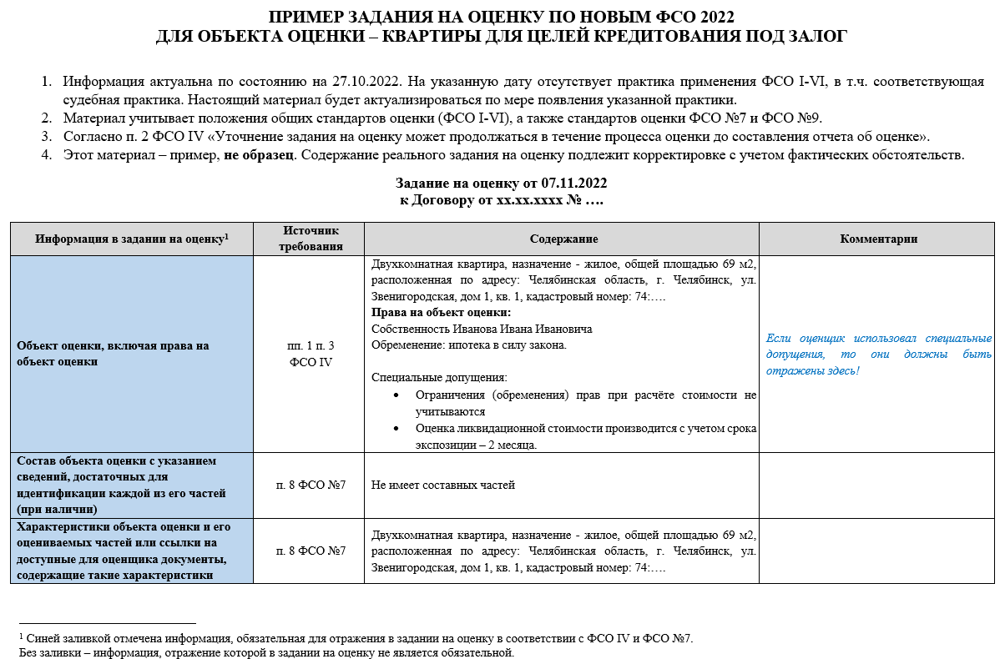 ПРИМЕР ЗАДАНИЯ НА ОЦЕНКУ ПО НОВЫМ ФСО 2022
ДЛЯ ОБЪЕКТА ОЦЕНКИ – КВАРТИРЫ ДЛЯ ЦЕЛЕЙ КРЕДИТОВАНИЯ ПОД ЗАЛОГ
1. Информация актуальна по состоянию на 27.10.2022. На указанную дату отсутствует практика применения ФСО I-VI, в т.ч. соответствующая
судебная практика. Настоящий материал будет актуализироваться по мере появления указанной практики.
2. Материал учитывает положения общих стандартов оценки (ФСО I-VI), а также стандартов оценки ФСО №7 и ФСО №9.
3. Согласно п. 2 ФСО IV «Уточнение задания на оценку может продолжаться в течение процесса оценки до составления отчета об оценке».
4. Этот материал – пример, не образец. Содержание реального задания на оценку подлежит корректировке с учетом фактических обстоятельств.
Задание на оценку от 07.11.2022
к Договору от хх.хх.хххх № ….
Информация в задании на оценку¹
Источник
требования
Содержание
Комментарии
Объект оценки, включая права на
объект оценки
пп. 1 п. 3
ФСО IV
Двухкомнатная квартира, назначение - жилое, общей площадью 69 м2,
расположенная по адресу: Челябинская область, г. Челябинск, ул.
Звенигородская, дом 1, кв. 1, кадастровый номер: 74:….
Права на объект оценки:
Собственность Иванова Ивана Ивановича
Обременение: ипотека в силу закона.
Специальные допущения:
• Ограничения (обременения) прав при расчёте стоимости не
учитываются
• Оценка ликвидационной стоимости производится с учетом срока
экспозиции – 2 месяца.
Если оценщик использовал специальные
допущения, то они должны быть
отражены здесь!
Состав объекта оценки с указанием
сведений, достаточных для
идентификации каждой из его частей
(при наличии)
п. 8 ФСО №7
Не имеет составных частей
Характеристики объекта оценки и его
оцениваемых частей или ссылки на
доступные для оценщика документы,
содержащие такие характеристики
п. 8 ФСО №7
Двухкомнатная квартира, назначение - жилое, общей площадью 69 м2,
расположенная по адресу: Челябинская область, г. Челябинск, ул.
Звенигородская, дом 1, кв. 1, кадастровый номер: 74:….
¹ Синей заливкой отмечена информация, обязательная для отражения в задании на оценку в соответствии с ФСО IV и ФСО №7.
Без заливки – информация, отражение которой в задании на оценку не является обязательной.